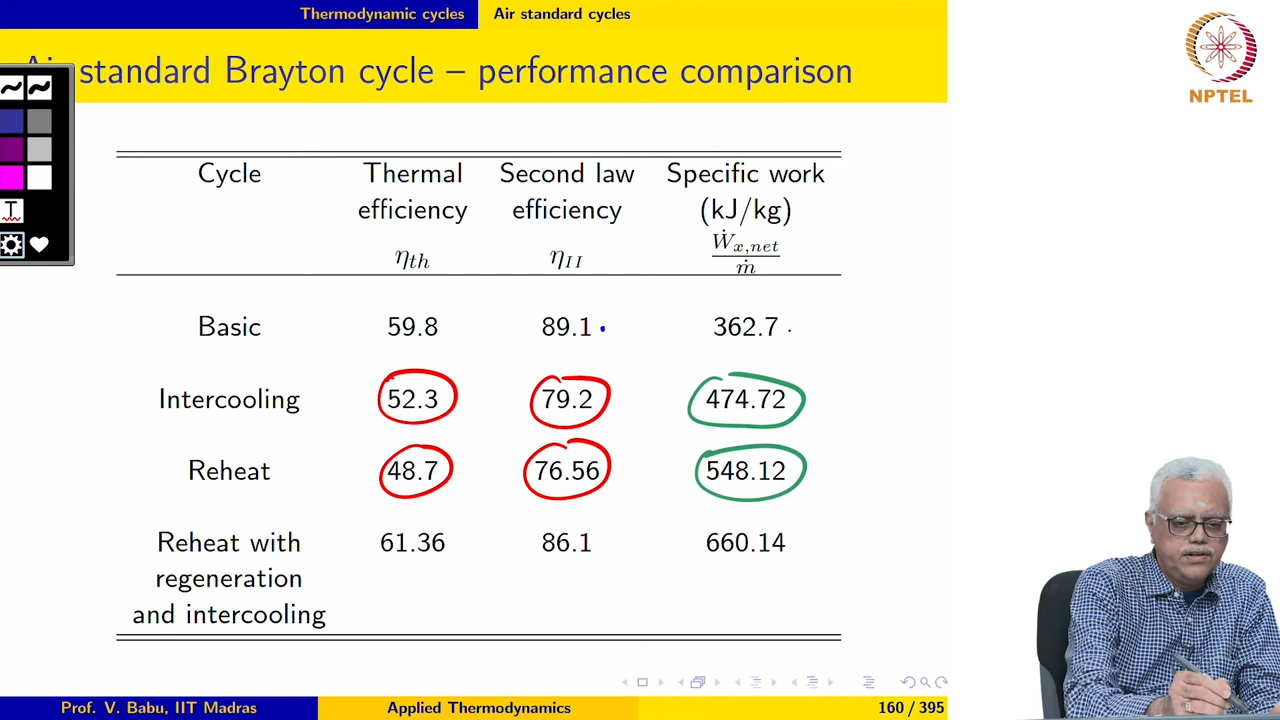 Thermodynamic cycles Air standard cycles
standard Brayton cycle – performance comparison
NPTEL
Cycle Thermal Second law Specific work
efficiency efficiency (kJ/kg)
η_th η_II Ẇ_x,net / ṁ
Basic 59.8 89.1 362.7
Intercooling 52.3 79.2 474.72
Reheat 48.7 76.56 548.12
Reheat with 61.36 86.1 660.14
regeneration
and intercooling
Prof. V. Babu, IIT Madras Applied Thermodynamics 160 / 395